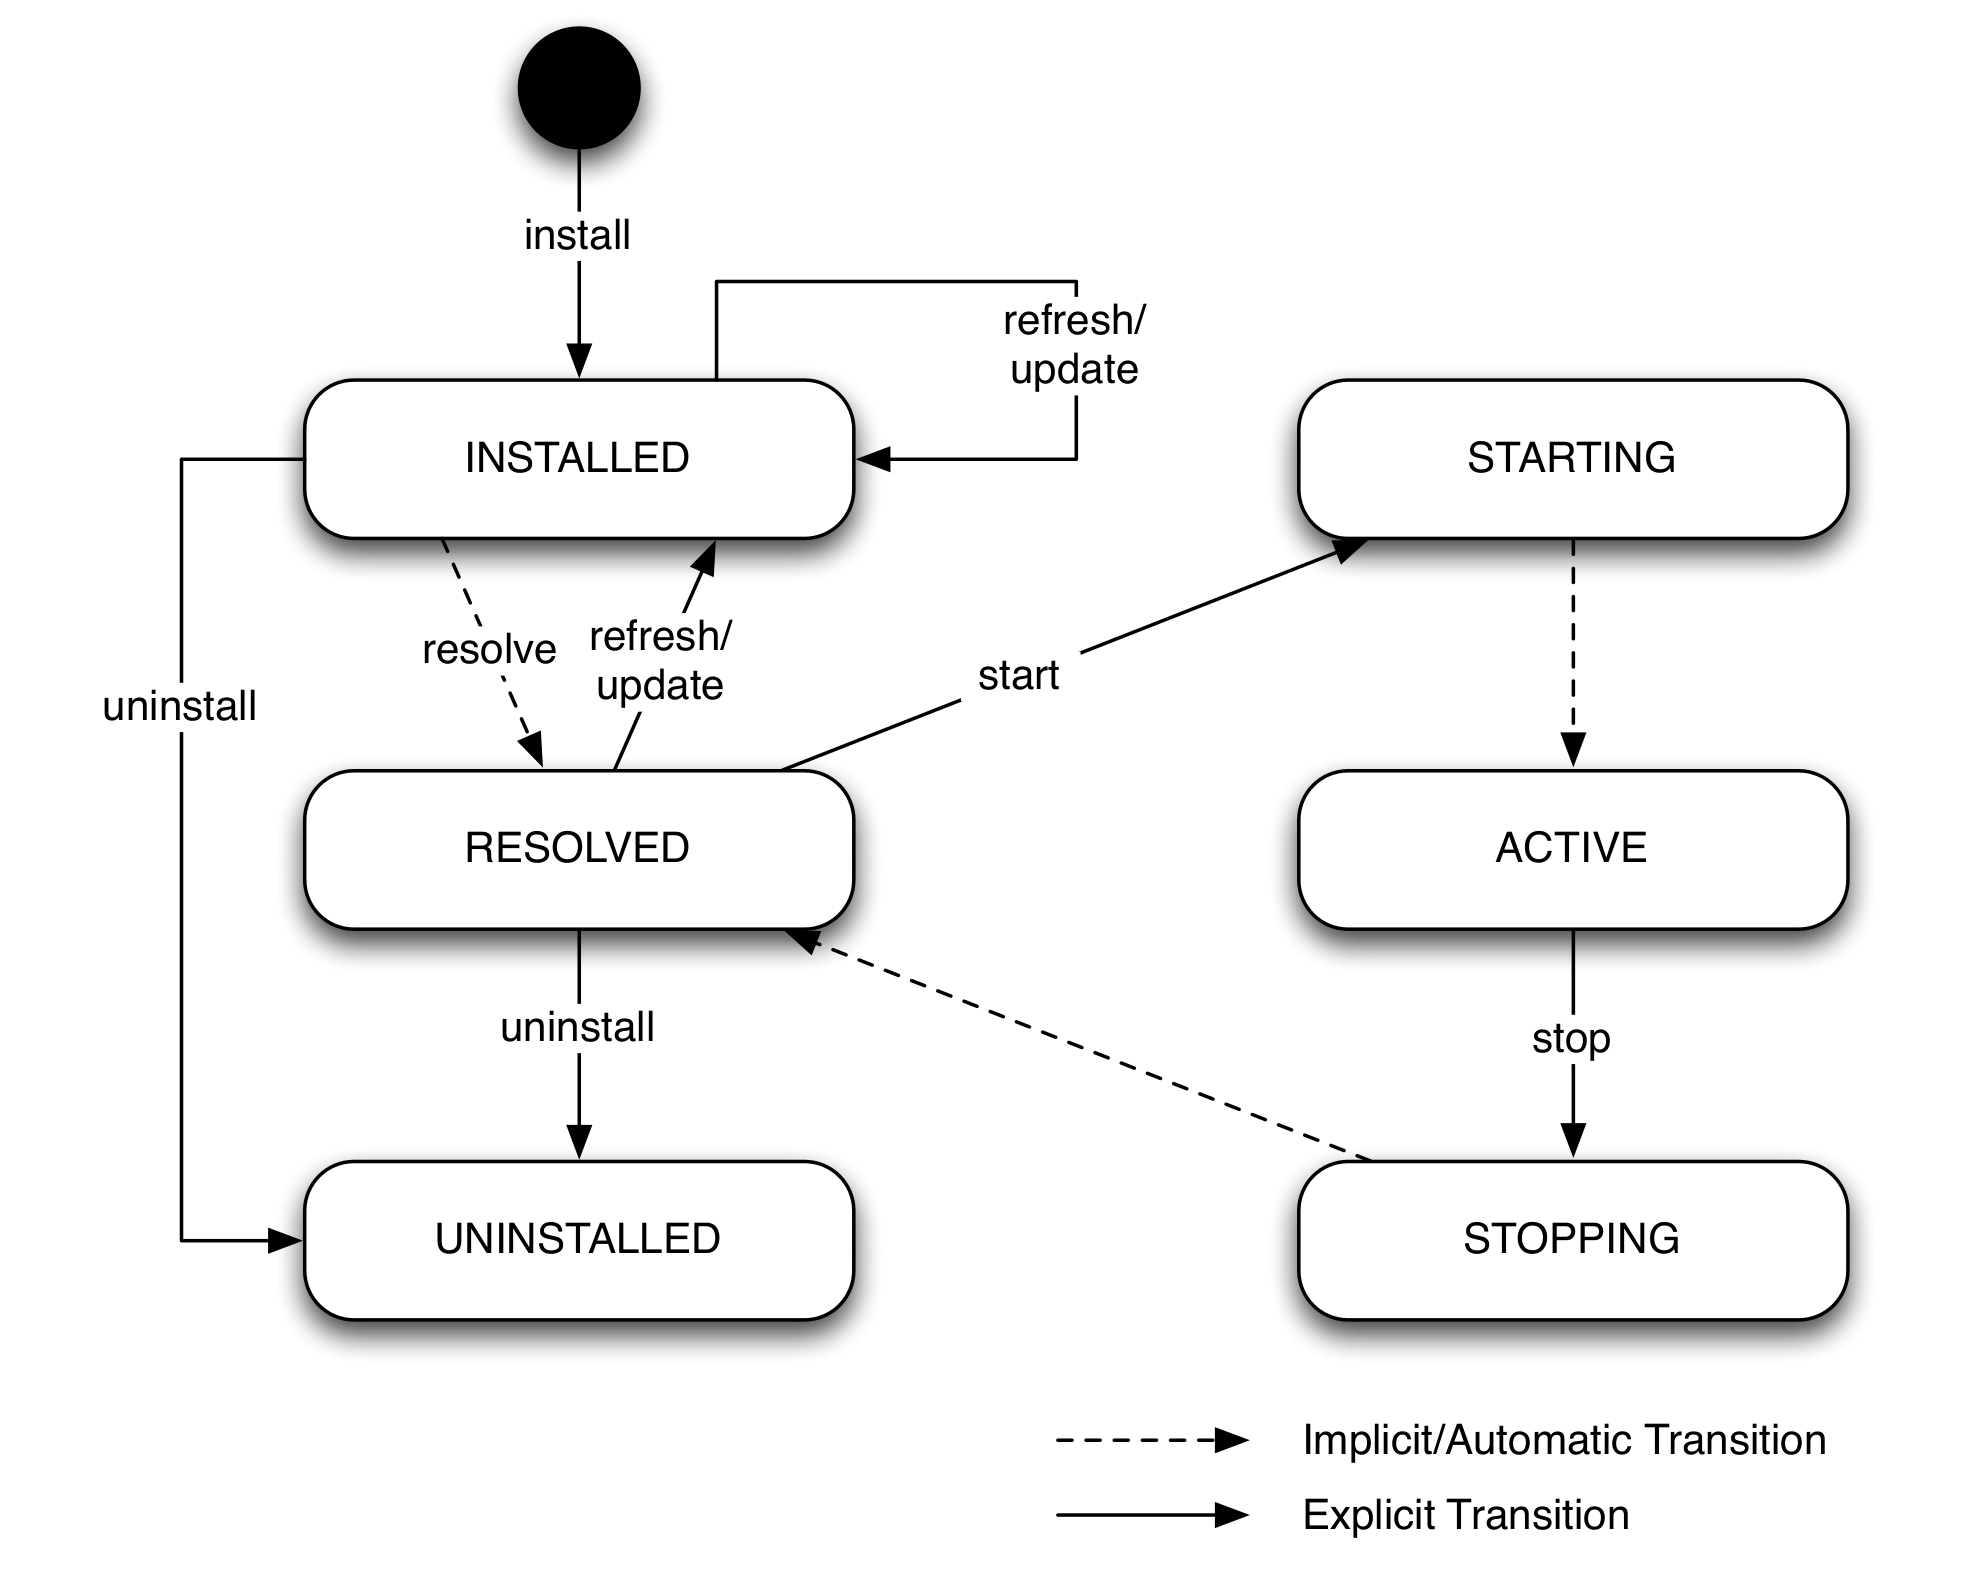 install
refresh/
update
INSTALLED
STARTING
resolve
refresh/
update
start
uninstall
RESOLVED
ACTIVE
uninstall
stop
UNINSTALLED
STOPPING
Implicit/Automatic Transition
Explicit Transition